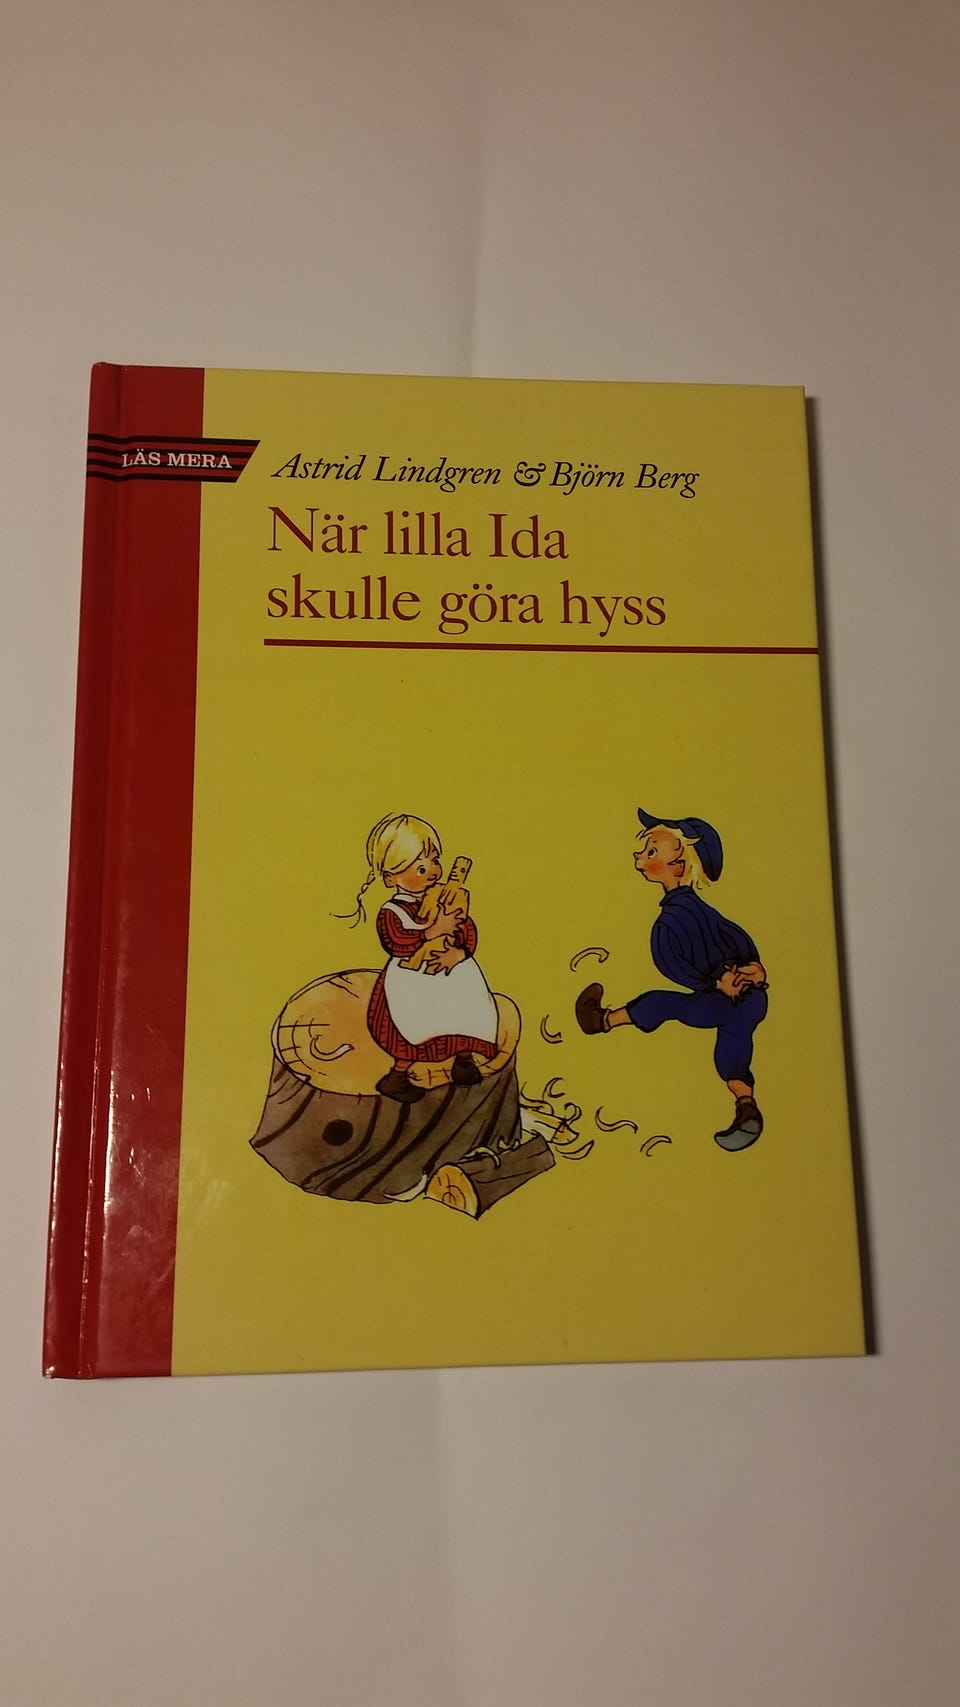 LÄS MERA
Astrid Lindgren & Björn Berg
När lilla Ida
skulle göra hyss